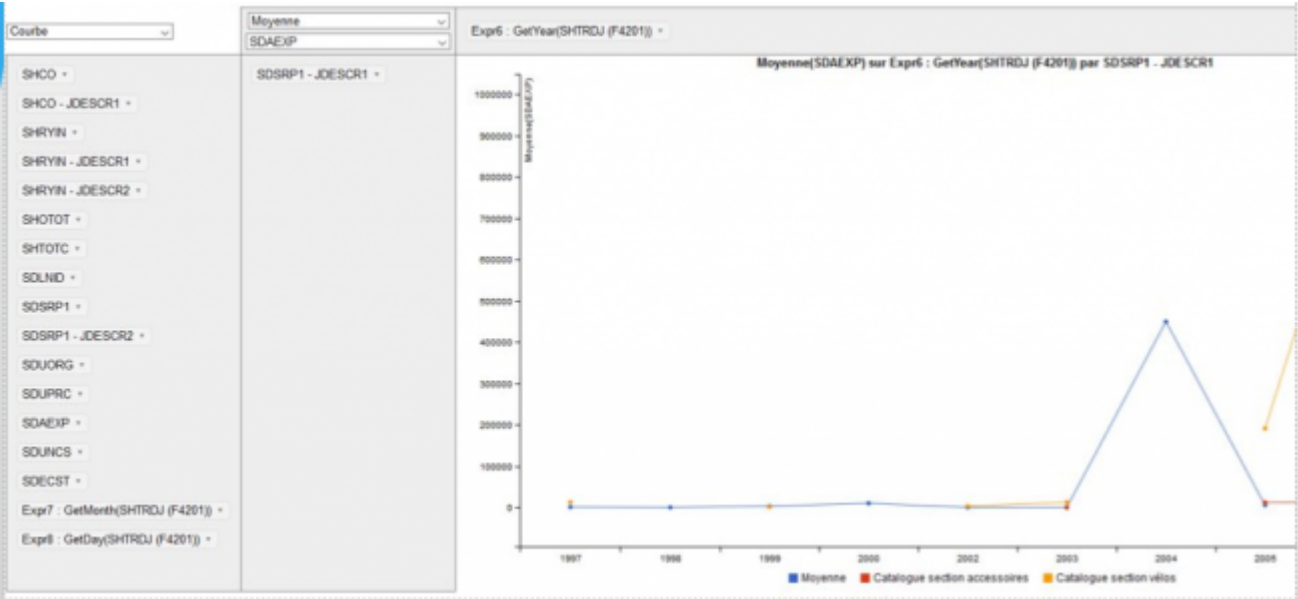 Courbe
Moyenne
SDAEXP
Expr6 : GetYear(SHTRDJ (F4201))
SHCO
SHCO - JDESCR1
SHRYIN
SHRYIN - JDESCR1
SHRYIN - JDESCR2
SHOTOT
SHTOTC
SDLNID
SDSRP1
SDSRP1 - JDESCR2
SDUORG
SDUPRC
SDAEXP
SDUNCS
SDECST
Expr7 : GetMonth(SHTRDJ (F4201))
Expr8 : GetDay(SHTRDJ (F4201))
SDSRP1 - JDESCR1
Moyenne(SDAEXP) sur Expr6 : GetYear(SHTRDJ (F4201)) par SDSRP1 - JDESCR1
Moyenne(SDAEXP)
1000000
900000
800000
700000
600000
500000
400000
300000
200000
100000
0
1997 1998 1999 2000 2002 2003 2004 2005
Moyenne Catalogue section accessoires Catalogue section vélos